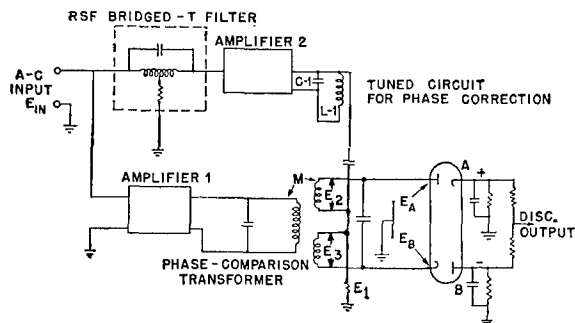 RSF BRIDGED-T FILTER
AMPLIFIER 2
A-C
INPUT
EIN
C-1
L-1
TUNED CIRCUIT
FOR PHASE CORRECTION
AMPLIFIER 1
M
E2
E3
PHASE-COMPARISON
TRANSFORMER
E1
A
+
EA
EB
DISC.
OUTPUT
-
B